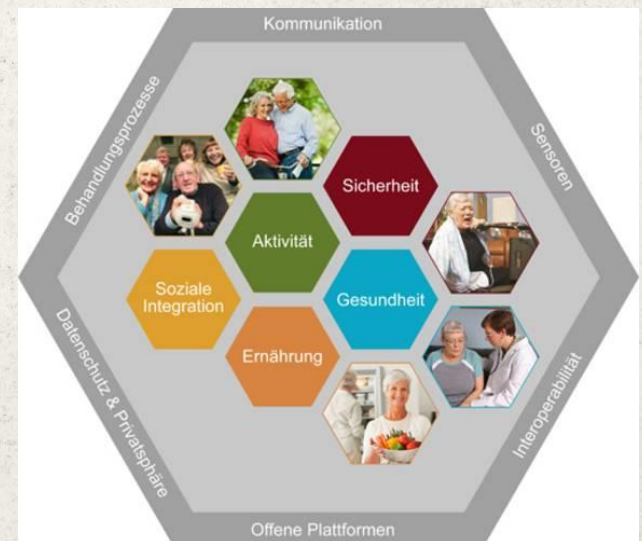 Kommunikation
Behandlungsprozesse
Sensoren
Sicherheit
Aktivität
Soziale
Integration
Gesundheit
Ernährung
Datenschutz & Privatsphäre
Interoperabilität
Offene Plattformen